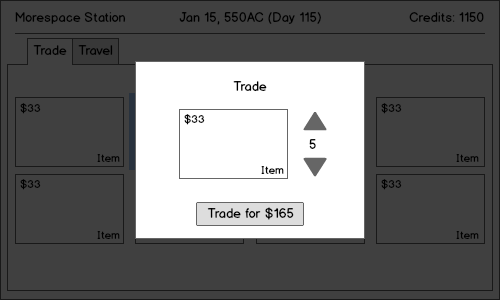 Morespace Station
Jan 15, 550AC (Day 115)
Credits: 1150
Trade
Travel
Trade
$33
$33
$33
5
Item
Item
Item
$33
$33
Trade for $165
Item
Item